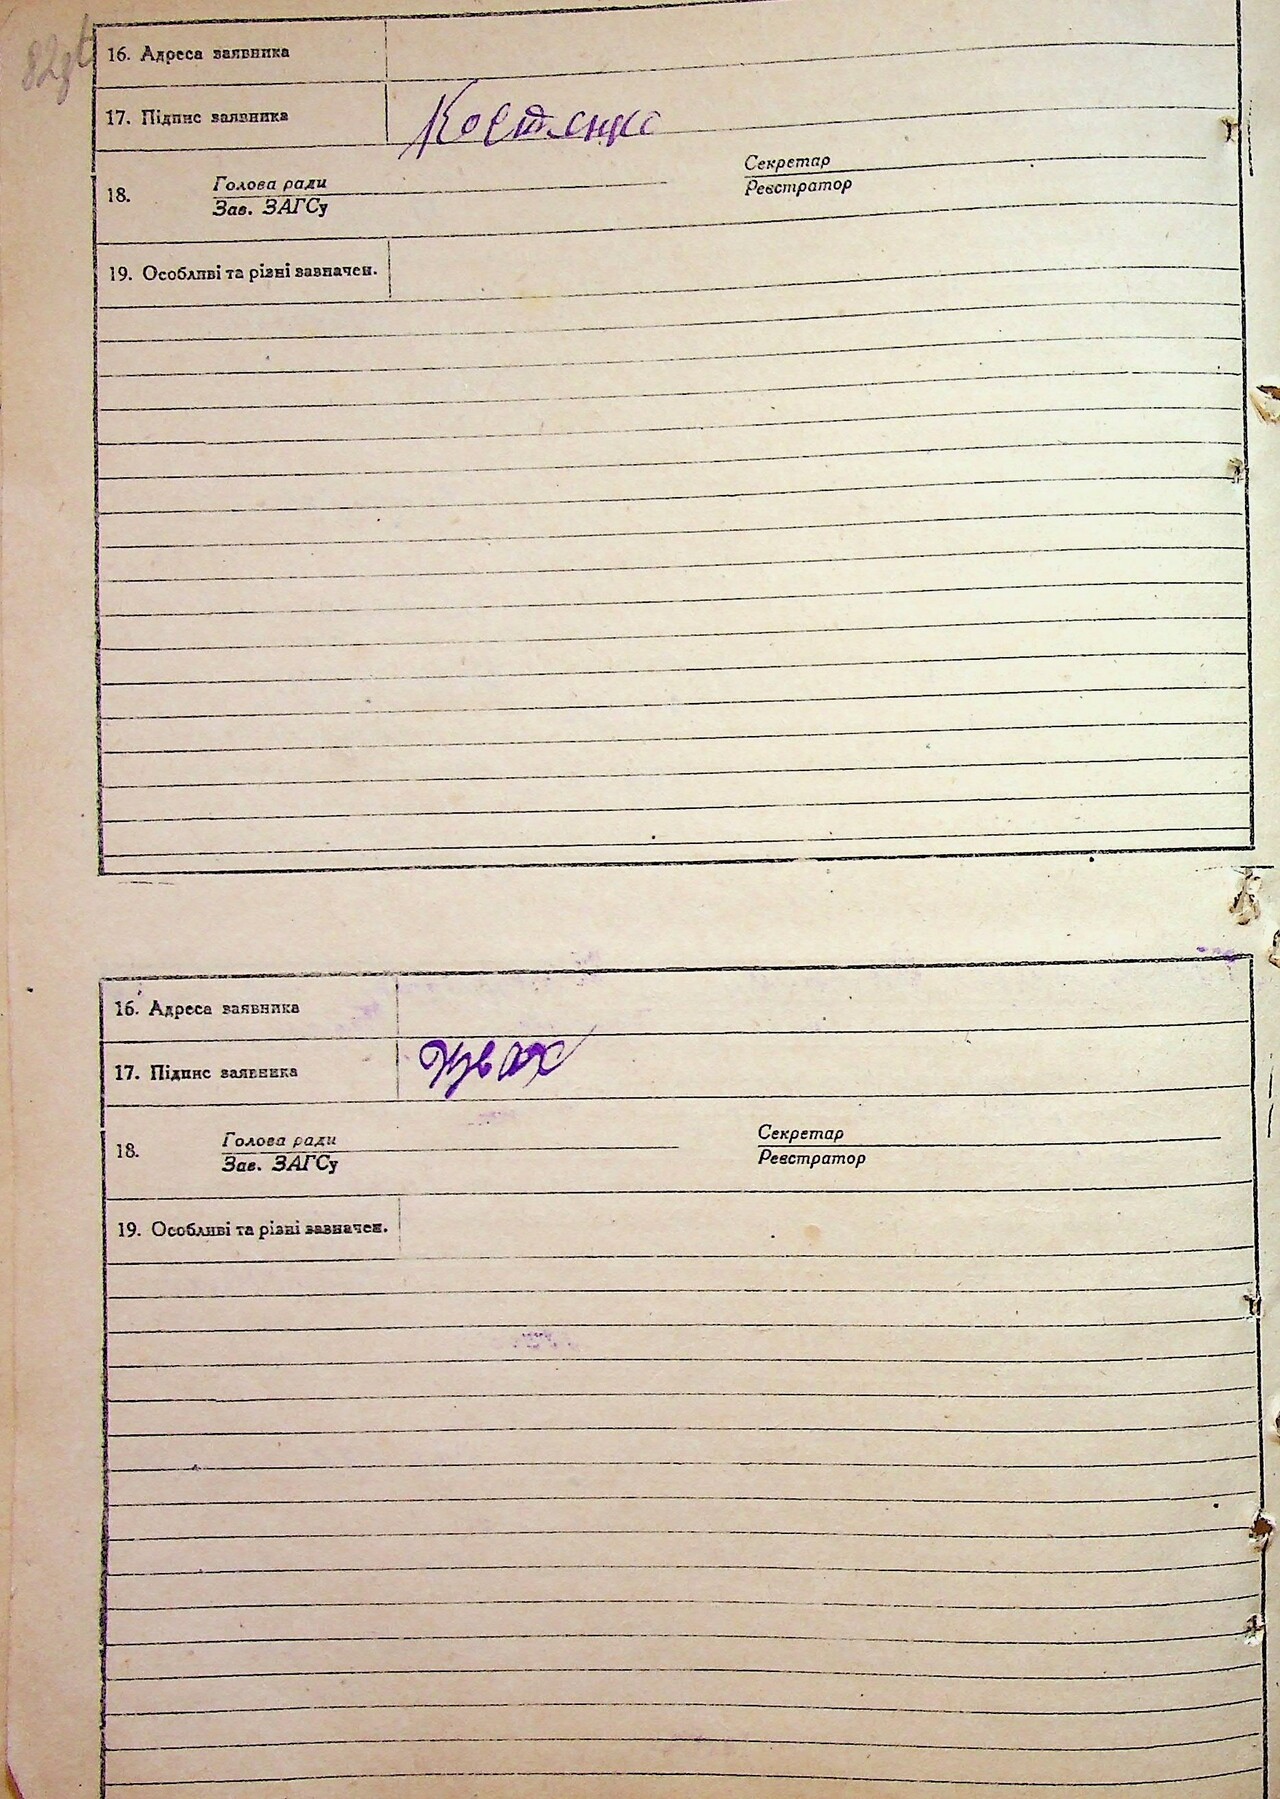 16. Адреса заявника
17. Підпис заявника Костенко
Голова ради Секретар
18.
Зав. ЗАГСу Реєстратор
19. Особливі та різні зазначен.
16. Адреса заявника
17. Підпис заявника
Голова ради Секретар
18.
Зав. ЗАГСу Реєстратор
19. Особливі та різні зазначен.